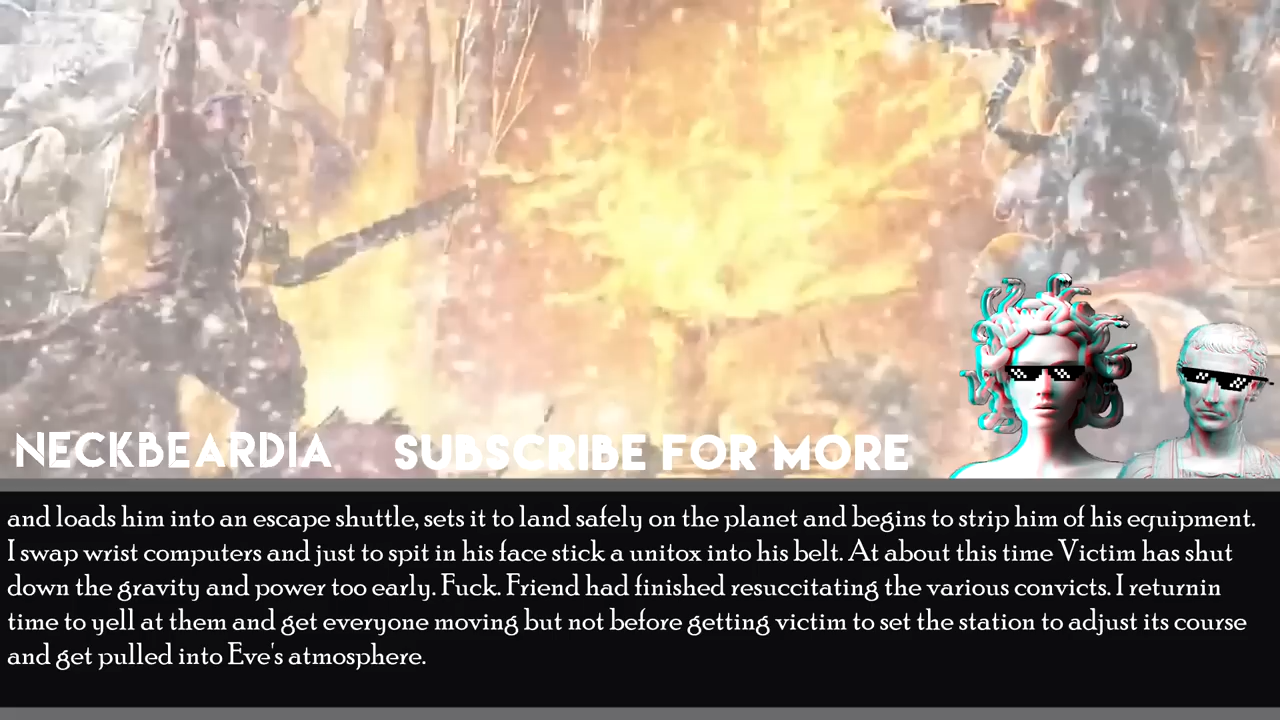 NECKBEARDIA SUBSCRIBE FOR MORE
and loads him into an escape shuttle, sets it to land safely on the planet and begins to strip him of his equipment.
I swap wrist computers and just to spit in his face stick a unitox into his belt. At about this time Victim has shut
down the gravity and power too early. Fuck. Friend had finished resuccitating the various convicts. I returnin
time to yell at them and get everyone moving but not before getting victim to set the station to adjust its course
and get pulled into Eve's atmosphere.